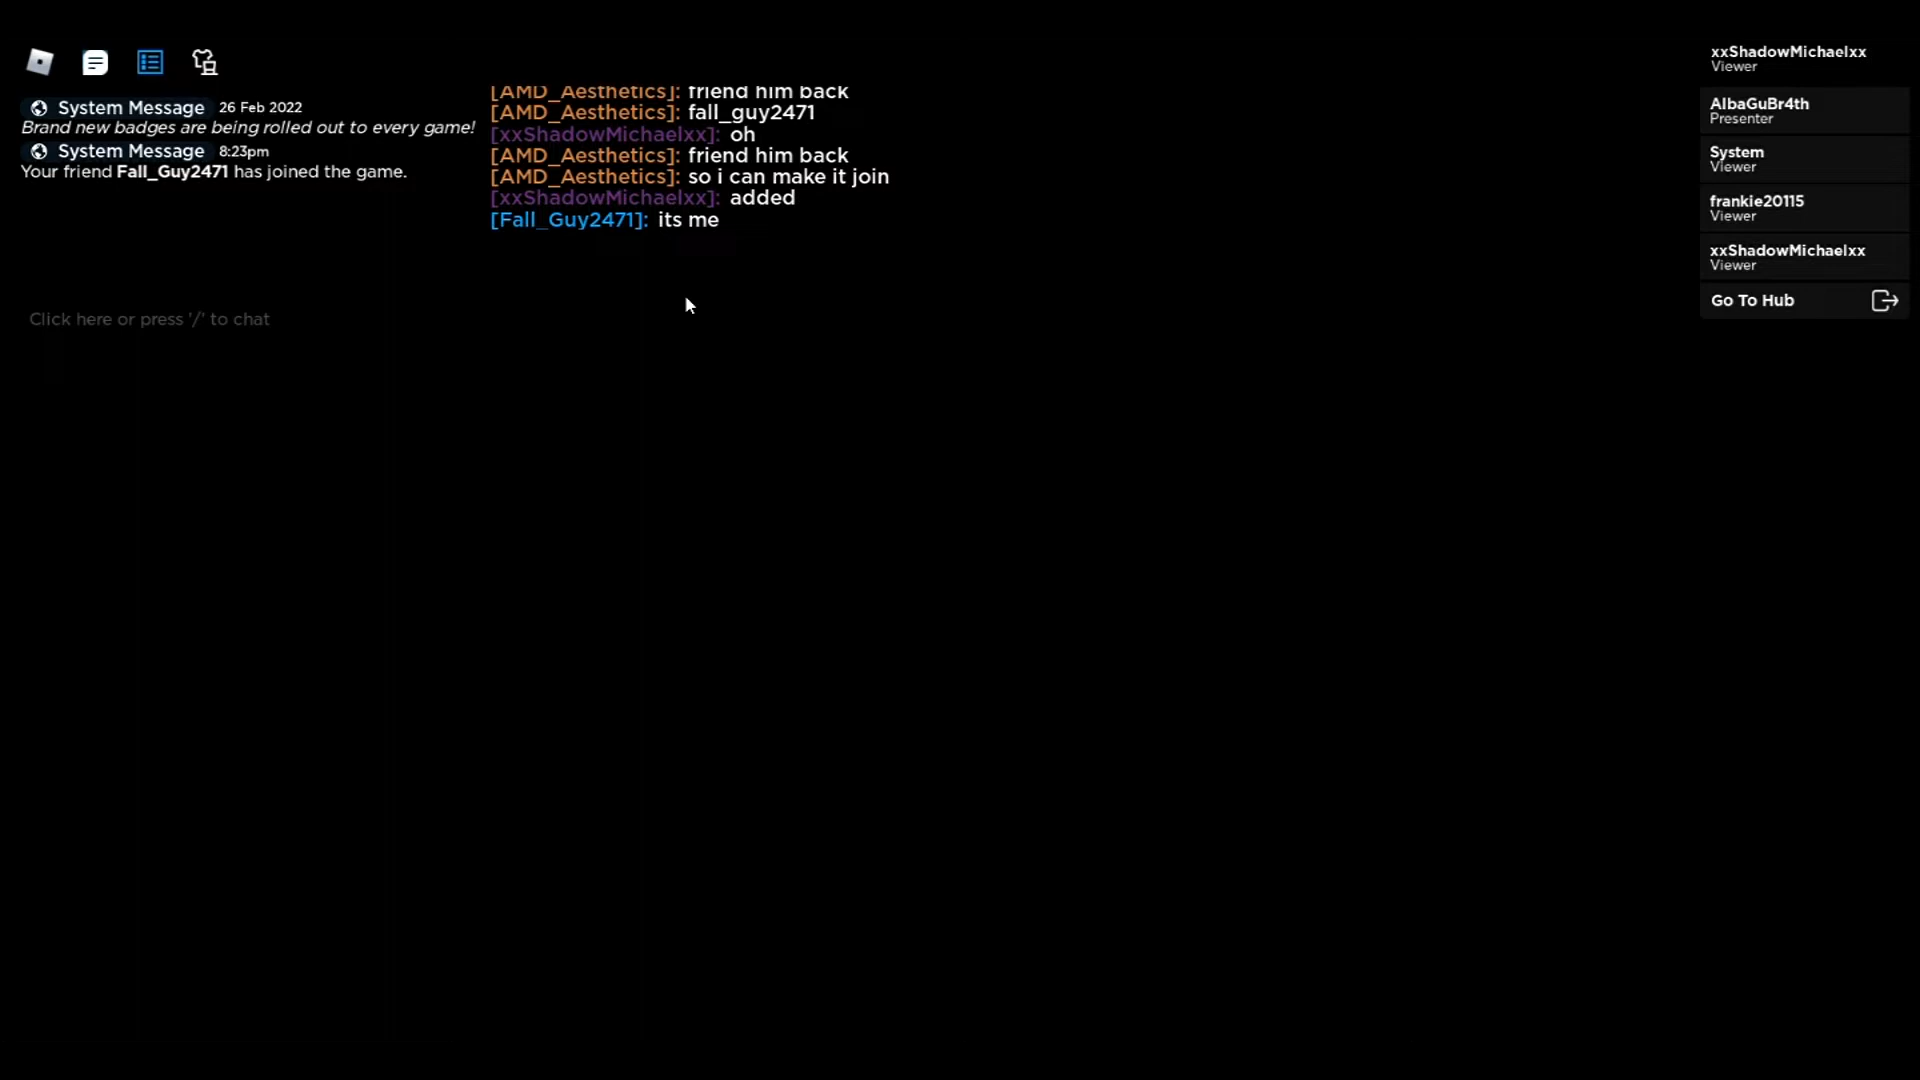 System Message 26 Feb 2022
Brand new badges are being rolled out to every game!
System Message 8:23pm
Your friend Fall_Guy2471 has joined the game.
Click here or press '/' to chat
[AMD_Aesthetics]: friend him back
[AMD_Aesthetics]: fall_guy2471
[xxShadowMichaelxx]: oh
[AMD_Aesthetics]: friend him back
[AMD_Aesthetics]: so i can make it join
[xxShadowMichaelxx]: added
[Fall_Guy2471]: its me
xxShadowMichaelxx
Viewer
AlbaGuBr4th
Presenter
System
Viewer
frankie20115
Viewer
xxShadowMichaelxx
Viewer
Go To Hub